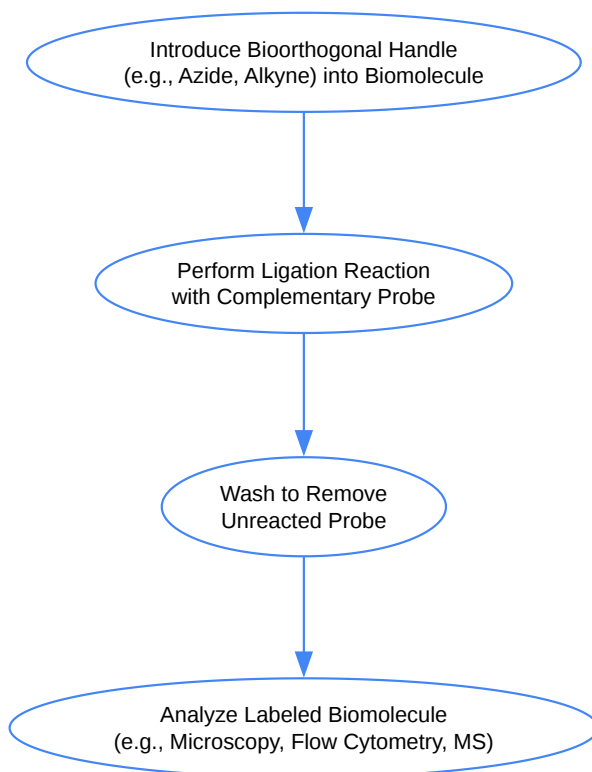 Introduce Bioorthogonal Handle
(e.g., Azide, Alkyne) into Biomolecule
Perform Ligation Reaction
with Complementary Probe
Wash to Remove
Unreacted Probe
Analyze Labeled Biomolecule
(e.g., Microscopy, Flow Cytometry, MS)